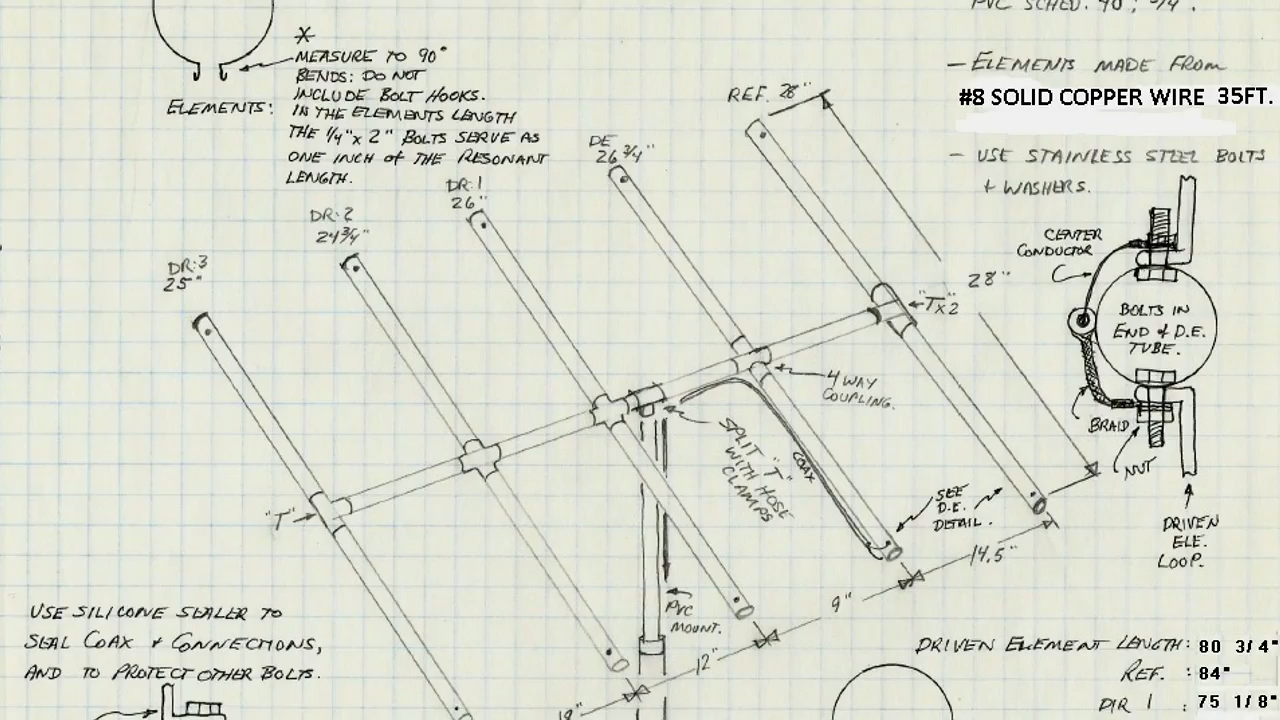 PVC SCHED. 40; 3/4".
*
MEASURE TO 90°
BENDS: DO NOT
INCLUDE BOLT HOOKS.
IN THE ELEMENTS LENGTH
THE 1/4"x 2" BOLTS SERVE AS
ONE INCH of THE RESONANT
LENGTH.
ELEMENTS:
— ELEMENTS MADE FROM
#8 SOLID COPPER WIRE 35FT.
— USE STAINLESS STEEL BOLTS
+ WASHERS.
REF. 28"
DE
26 3/4"
DR:1
26"
DR:2
24 3/4"
DR:3
25"
CENTER
CONDUCTOR
28"
"T"x2
BOLTS IN
END of D.E.
TUBE.
4 WAY
COUPLING.
BRAID
NUT
SPLIT "T"
WITH HOSE
CLAMPS
COAX
SEE
D.E.
DETAIL.
"T"
DRIVEN
ELE.
LOOP.
14.5"
9"
PVC
MOUNT.
12"
USE SILICONE SEALER TO
SEAL COAX + CONNECTIONS,
AND TO PROTECT OTHER BOLTS.
DRIVEN ELEMENT LENGTH: 80 3/4"
REF. : 84"
DIR 1 : 75 1/8"